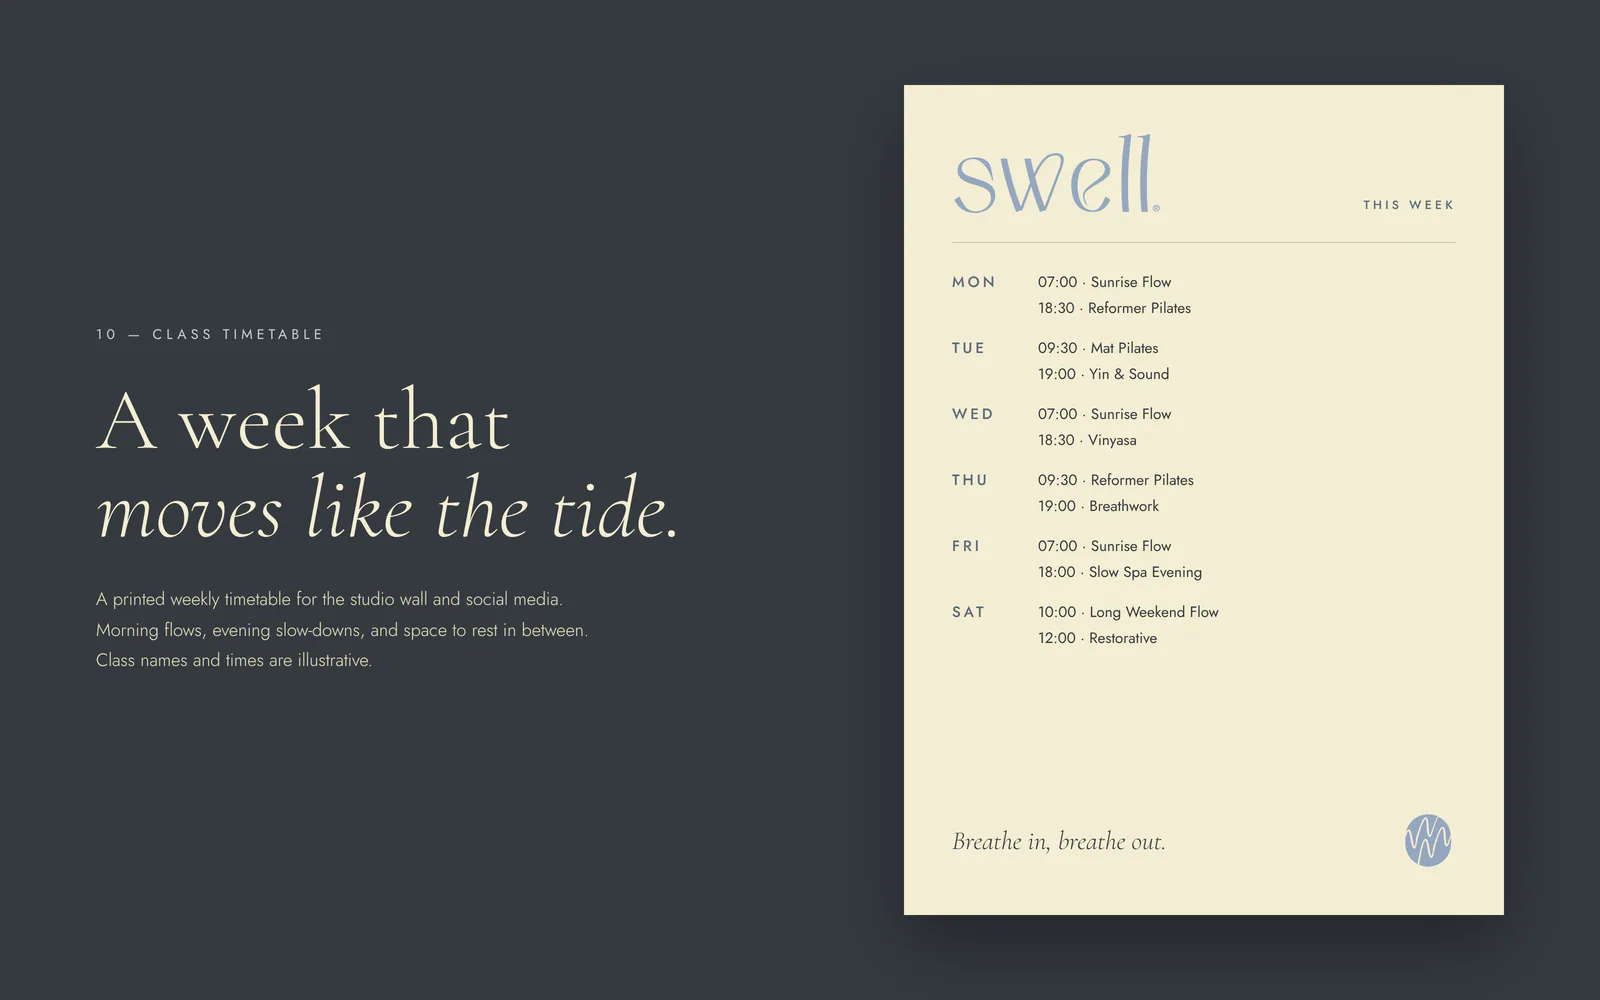 10 — CLASS TIMETABLE
A week that
moves like the tide.
A printed weekly timetable for the studio wall and social media.
Morning flows, evening slow-downs, and space to rest in between.
Class names and times are illustrative.
swell®
THIS WEEK
MON 07:00 · Sunrise Flow
18:30 · Reformer Pilates
TUE 09:30 · Mat Pilates
19:00 · Yin & Sound
WED 07:00 · Sunrise Flow
18:30 · Vinyasa
THU 09:30 · Reformer Pilates
19:00 · Breathwork
FRI 07:00 · Sunrise Flow
18:00 · Slow Spa Evening
SAT 10:00 · Long Weekend Flow
12:00 · Restorative
Breathe in, breathe out.